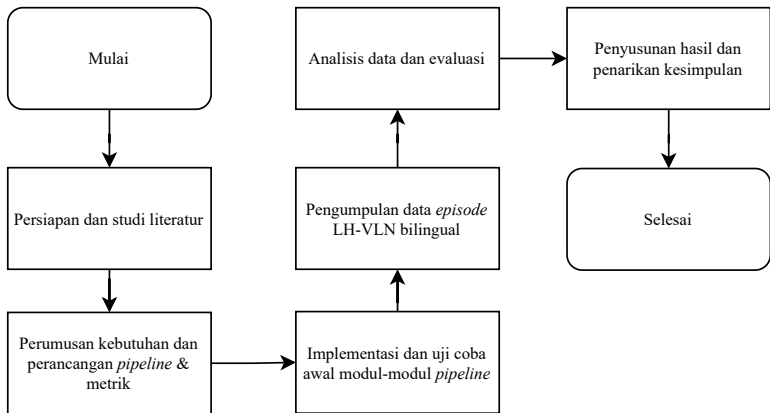 Mulai
Persiapan dan studi literatur
Perumusan kebutuhan dan
perancangan pipeline &
metrik
Implementasi dan uji coba
awal modul-modul pipeline
Pengumpulan data episode
LH-VLN bilingual
Analisis data dan evaluasi
Penyusunan hasil dan
penarikan kesimpulan
Selesai